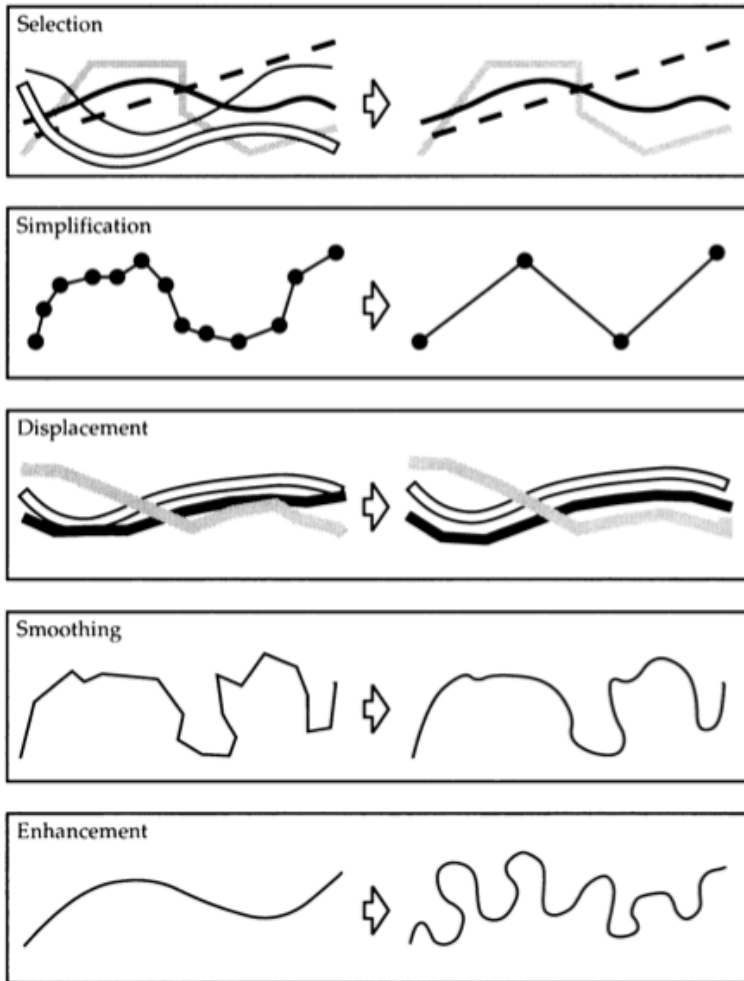 Selection
Simplification
Displacement
Smoothing
Enhancement